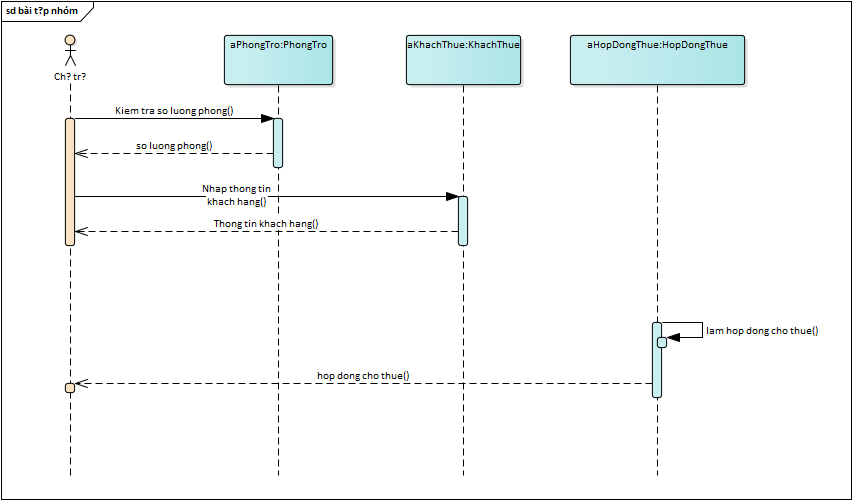 sd bài t?p nhóm
aPhongTro:PhongTro
aKhachThue:KhachThue
aHopDongThue:HopDongThue
Ch? tr?
Kiem tra so luong phong()
so luong phong()
Nhap thong tin
khach hang()
Thong tin khach hang()
lam hop dong cho thue()
hop dong cho thue()